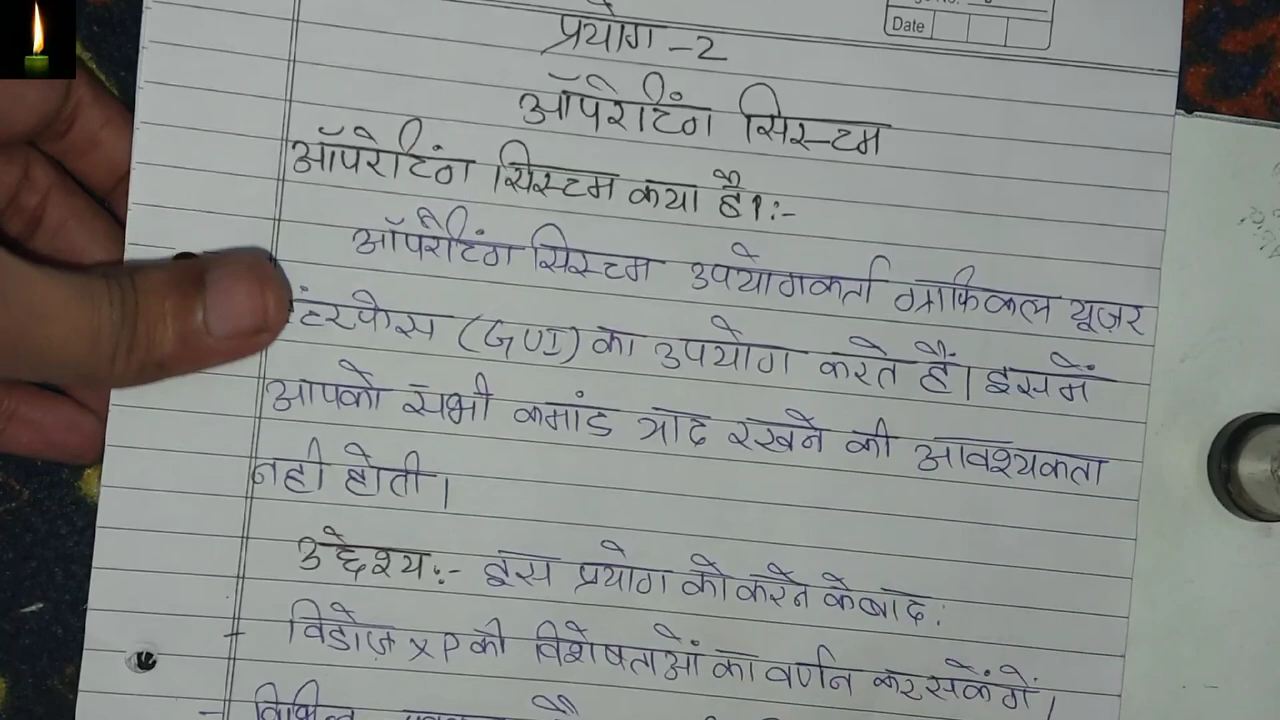 Date
प्रयोग -2
ऑपरेटिंग सिस्टम
ऑपरेटिंग सिस्टम कया है।:-
ऑपरेटिंग सिस्टम उपयोगकर्ता ग्राफिकल यूज़र
इंटरफेस (GUI) का उपयोग करते हैं। इसमें
आपको सभी कमांड याद रखने की आवश्यकता
नही होती।
उद्देश्य:- इस प्रयोग को करने के बाद:
- विडोज़ XP की विशेषताओं का वर्णन कर सकेंगें।
-